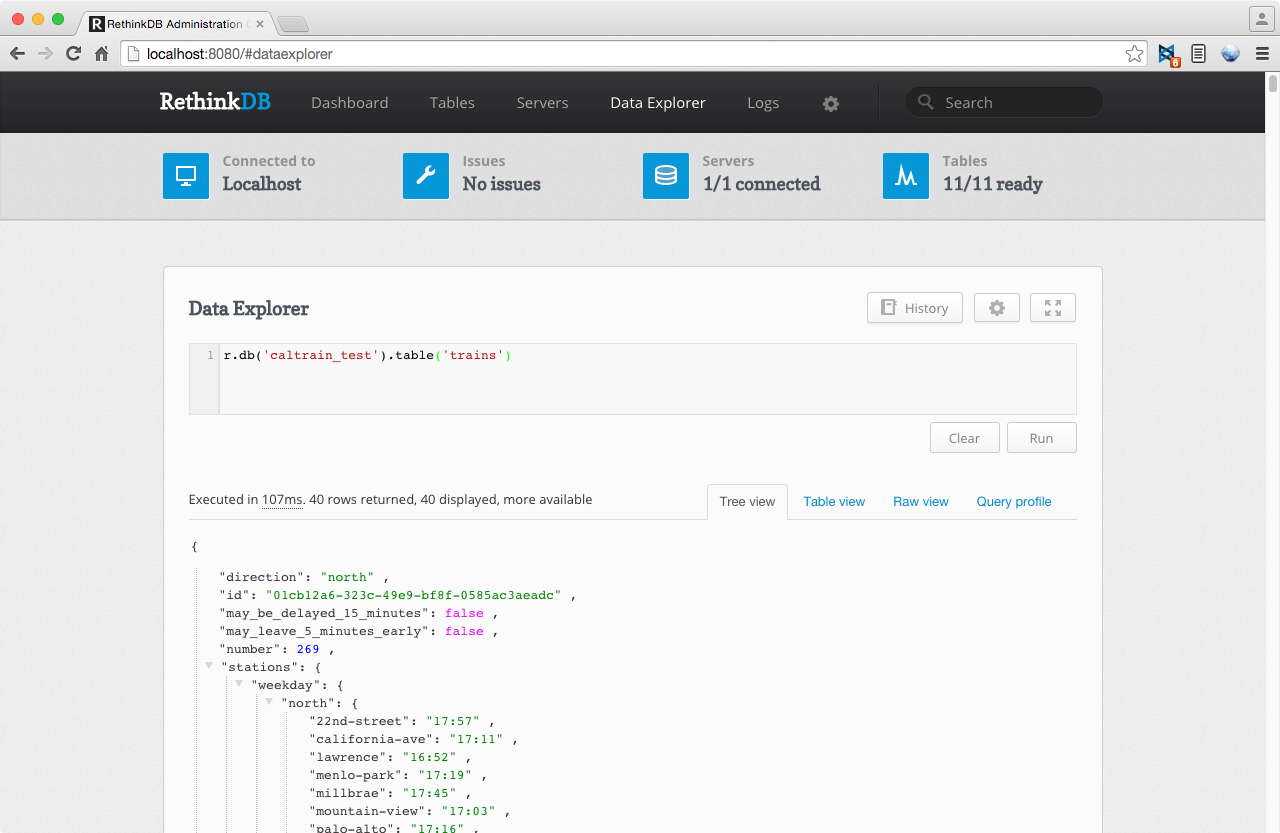 RethinkDB Administration
localhost:8080/#dataexplorer
6
RethinkDB Dashboard Tables Servers Data Explorer Logs Search
Connected to
Localhost
Issues
No issues
Servers
1/1 connected
Tables
11/11 ready
Data Explorer
History
1 r.db('caltrain_test').table('trains')
Clear Run
Executed in 107ms. 40 rows returned, 40 displayed, more available
Tree view Table view Raw view Query profile
{
"direction": "north" ,
"id": "01cb12a6-323c-49e9-bf8f-0585ac3aeadc" ,
"may_be_delayed_15_minutes": false ,
"may_leave_5_minutes_early": false ,
"number": 269 ,
"stations": {
"weekday": {
"north": {
"22nd-street": "17:57" ,
"california-ave": "17:11" ,
"lawrence": "16:52" ,
"menlo-park": "17:19" ,
"millbrae": "17:45" ,
"mountain-view": "17:03" ,
"palo-alto": "17:16" ,